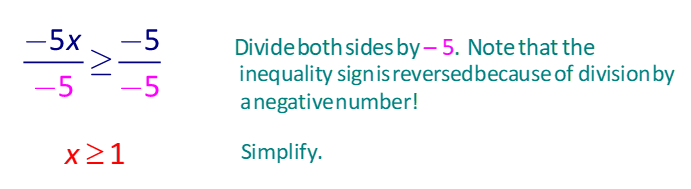 −5x/−5 ≥ −5/−5
Divide both sides by − 5. Note that the
inequality sign is reversed because of division by
a negative number!
x ≥ 1
Simplify.